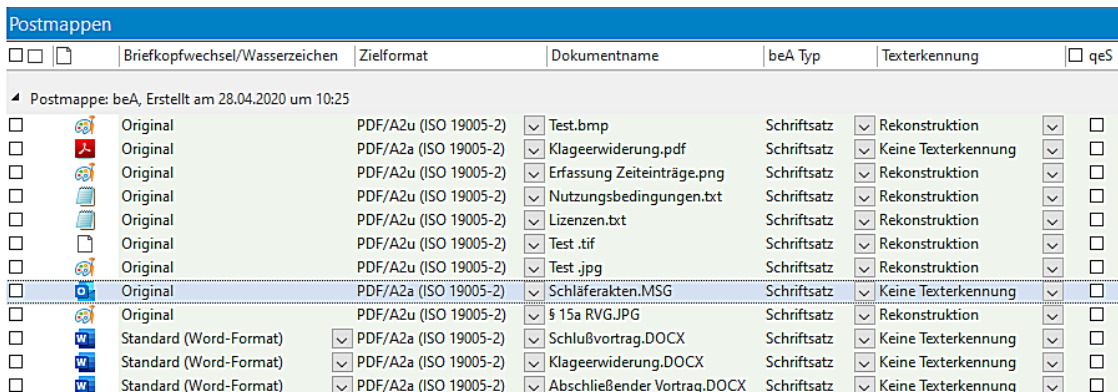 Postmappen
Briefkopfwechsel/Wasserzeichen Zielformat Dokumentname beA Typ Texterkennung qeS
Postmappe: beA, Erstellt am 28.04.2020 um 10:25
Original PDF/A2u (ISO 19005-2) Test.bmp Schriftsatz Rekonstruktion
Original PDF/A2a (ISO 19005-2) Klageerwiderung.pdf Schriftsatz Keine Texterkennung
Original PDF/A2u (ISO 19005-2) Erfassung Zeiteinträge.png Schriftsatz Rekonstruktion
Original PDF/A2u (ISO 19005-2) Nutzungsbedingungen.txt Schriftsatz Rekonstruktion
Original PDF/A2u (ISO 19005-2) Lizenzen.txt Schriftsatz Rekonstruktion
Original PDF/A2u (ISO 19005-2) Test .tif Schriftsatz Rekonstruktion
Original PDF/A2u (ISO 19005-2) Test .jpg Schriftsatz Rekonstruktion
Original PDF/A2a (ISO 19005-2) Schläferakten.MSG Schriftsatz Keine Texterkennung
Original PDF/A2u (ISO 19005-2) § 15a RVG.JPG Schriftsatz Rekonstruktion
Standard (Word-Format) PDF/A2a (ISO 19005-2) Schlußvortrag.DOCX Schriftsatz Keine Texterkennung
Standard (Word-Format) PDF/A2a (ISO 19005-2) Klageerwiderung.DOCX Schriftsatz Keine Texterkennung
Standard (Word-Format) PDF/A2a (ISO 19005-2) Abschließender Vortrag.DOCX Schriftsatz Keine Texterkennung